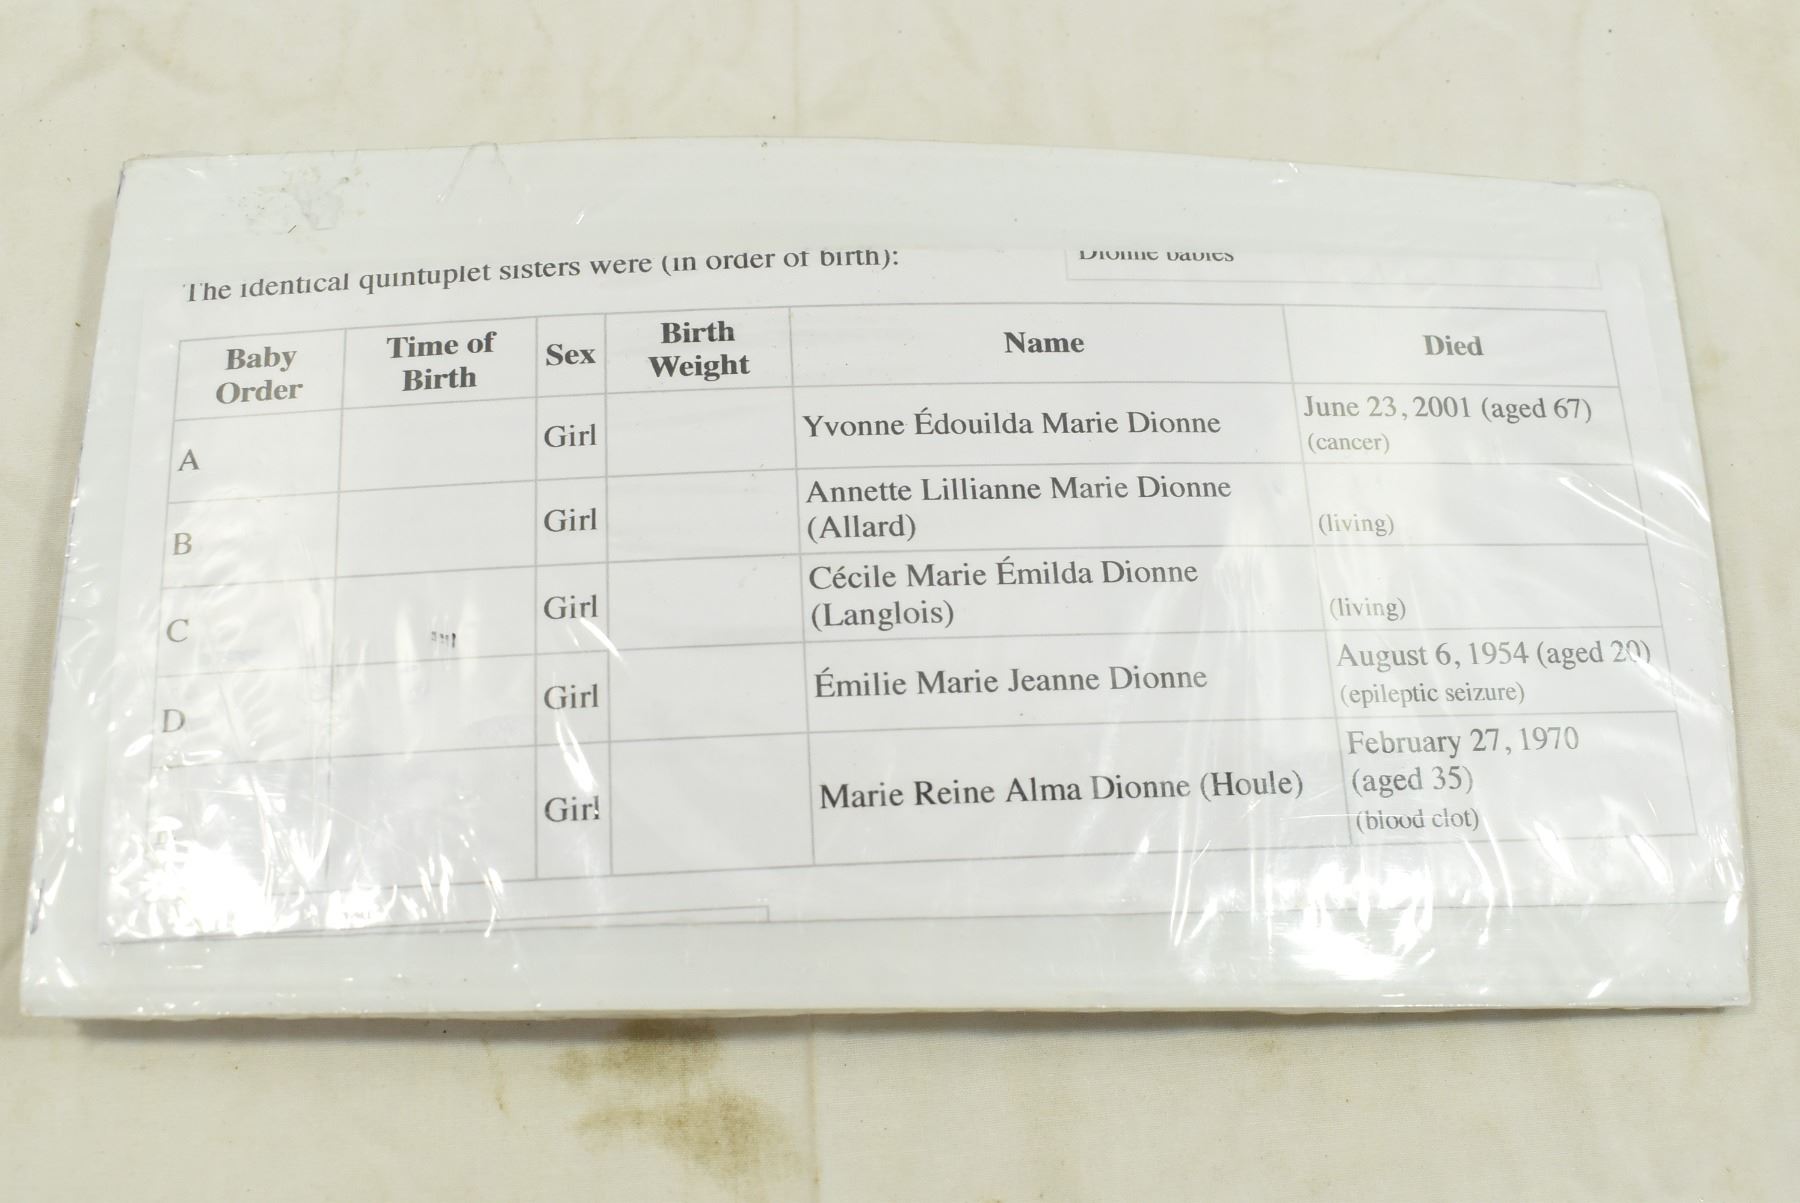 The identical quintuplet sisters were (in order of birth):
Dionne babies
Baby Order
Time of Birth
Sex
Birth Weight
Name
Died
A
Girl
Yvonne Édouilda Marie Dionne
June 23, 2001 (aged 67)
(cancer)
B
Girl
Annette Lillianne Marie Dionne
(Allard)
(living)
C
Girl
Cécile Marie Émilda Dionne
(Langlois)
(living)
D
Girl
Émilie Marie Jeanne Dionne
August 6, 1954 (aged 20)
(epileptic seizure)
Girl
Marie Reine Alma Dionne (Houle)
February 27, 1970
(aged 35)
(blood clot)